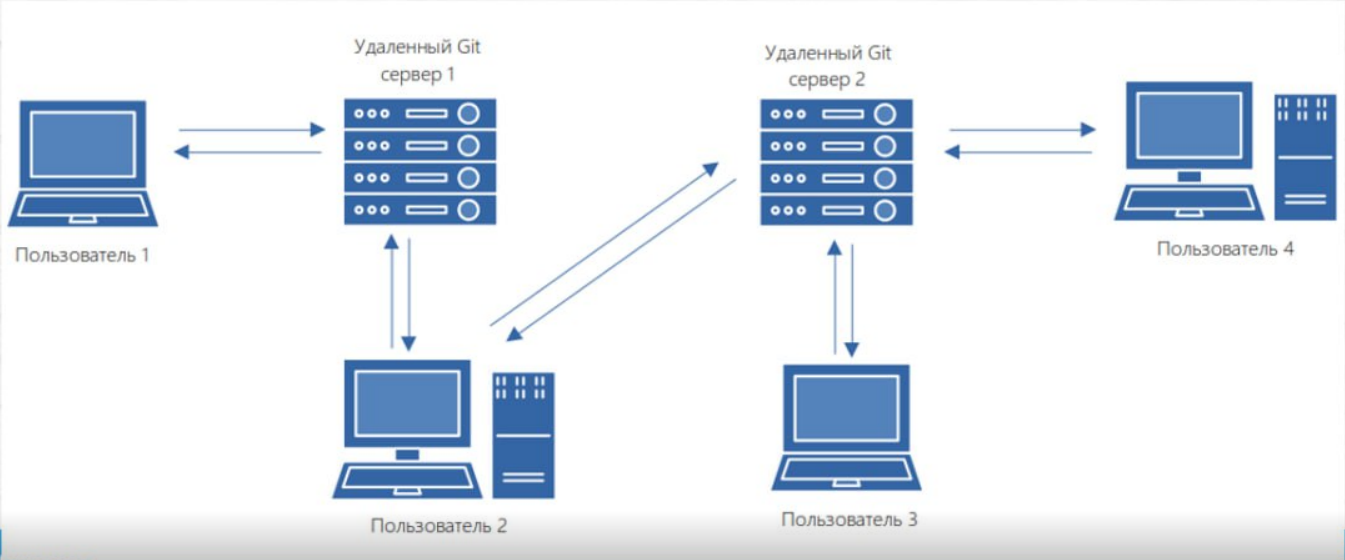 Удаленный Git
сервер 1
Удаленный Git
сервер 2
Пользователь 1
Пользователь 4
Пользователь 2
Пользователь 3